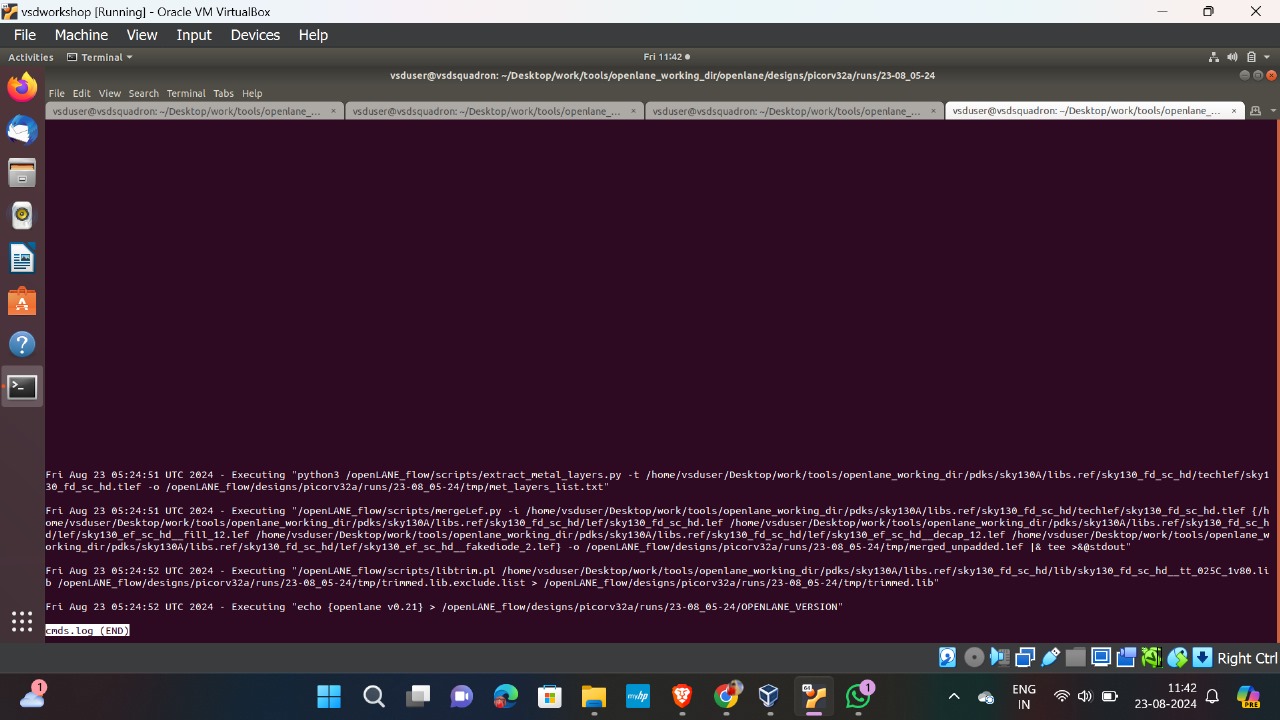 vsdworkshop [Running] - Oracle VM VirtualBox
File Machine View Input Devices Help
Activities Terminal Fri 11:42
vsduser@vsdsquadron: ~/Desktop/work/tools/openlane_working_dir/openlane/designs/picorv32a/runs/23-08_05-24
File Edit View Search Terminal Tabs Help
vsduser@vsdsquadron: ~/Desktop/work/tools/openlane_... × vsduser@vsdsquadron: ~/Desktop/work/tools/openlane_... × vsduser@vsdsquadron: ~/Desktop/work/tools/openlane_... × vsduser@vsdsquadron: ~/Desktop/work/tools/openlane_... ×
Fri Aug 23 05:24:51 UTC 2024 - Executing "python3 /openLANE_flow/scripts/extract_metal_layers.py -t /home/vsduser/Desktop/work/tools/openlane_working_dir/pdks/sky130A/libs.ref/sky130_fd_sc_hd/techlef/sky1
30_fd_sc_hd.tlef -o /openLANE_flow/designs/picorv32a/runs/23-08_05-24/tmp/met_layers_list.txt"
Fri Aug 23 05:24:51 UTC 2024 - Executing "/openLANE_flow/scripts/mergeLef.py -i /home/vsduser/Desktop/work/tools/openlane_working_dir/pdks/sky130A/libs.ref/sky130_fd_sc_hd/techlef/sky130_fd_sc_hd.tlef {/h
ome/vsduser/Desktop/work/tools/openlane_working_dir/pdks/sky130A/libs.ref/sky130_fd_sc_hd/lef/sky130_fd_sc_hd.lef /home/vsduser/Desktop/work/tools/openlane_working_dir/pdks/sky130A/libs.ref/sky130_fd_sc_h
d/lef/sky130_ef_sc_hd__fill_12.lef /home/vsduser/Desktop/work/tools/openlane_working_dir/pdks/sky130A/libs.ref/sky130_fd_sc_hd/lef/sky130_ef_sc_hd__decap_12.lef /home/vsduser/Desktop/work/tools/openlane_w
orking_dir/pdks/sky130A/libs.ref/sky130_fd_sc_hd/lef/sky130_ef_sc_hd__fakediode_2.lef} -o /openLANE_flow/designs/picorv32a/runs/23-08_05-24/tmp/merged_unpadded.lef |& tee >&@stdout"
Fri Aug 23 05:24:52 UTC 2024 - Executing "/openLANE_flow/scripts/libtrim.pl /home/vsduser/Desktop/work/tools/openlane_working_dir/pdks/sky130A/libs.ref/sky130_fd_sc_hd/lib/sky130_fd_sc_hd__tt_025C_1v80.li
b /openLANE_flow/designs/picorv32a/runs/23-08_05-24/tmp/trimmed.lib.exclude.list > /openLANE_flow/designs/picorv32a/runs/23-08_05-24/tmp/trimmed.lib"
Fri Aug 23 05:24:52 UTC 2024 - Executing "echo {openlane v0.21} > /openLANE_flow/designs/picorv32a/runs/23-08_05-24/OPENLANE_VERSION"
cmds.log (END)
Right Ctrl
1 myhp 64 1 ENG 11:42
IN 23-08-2024 PRE